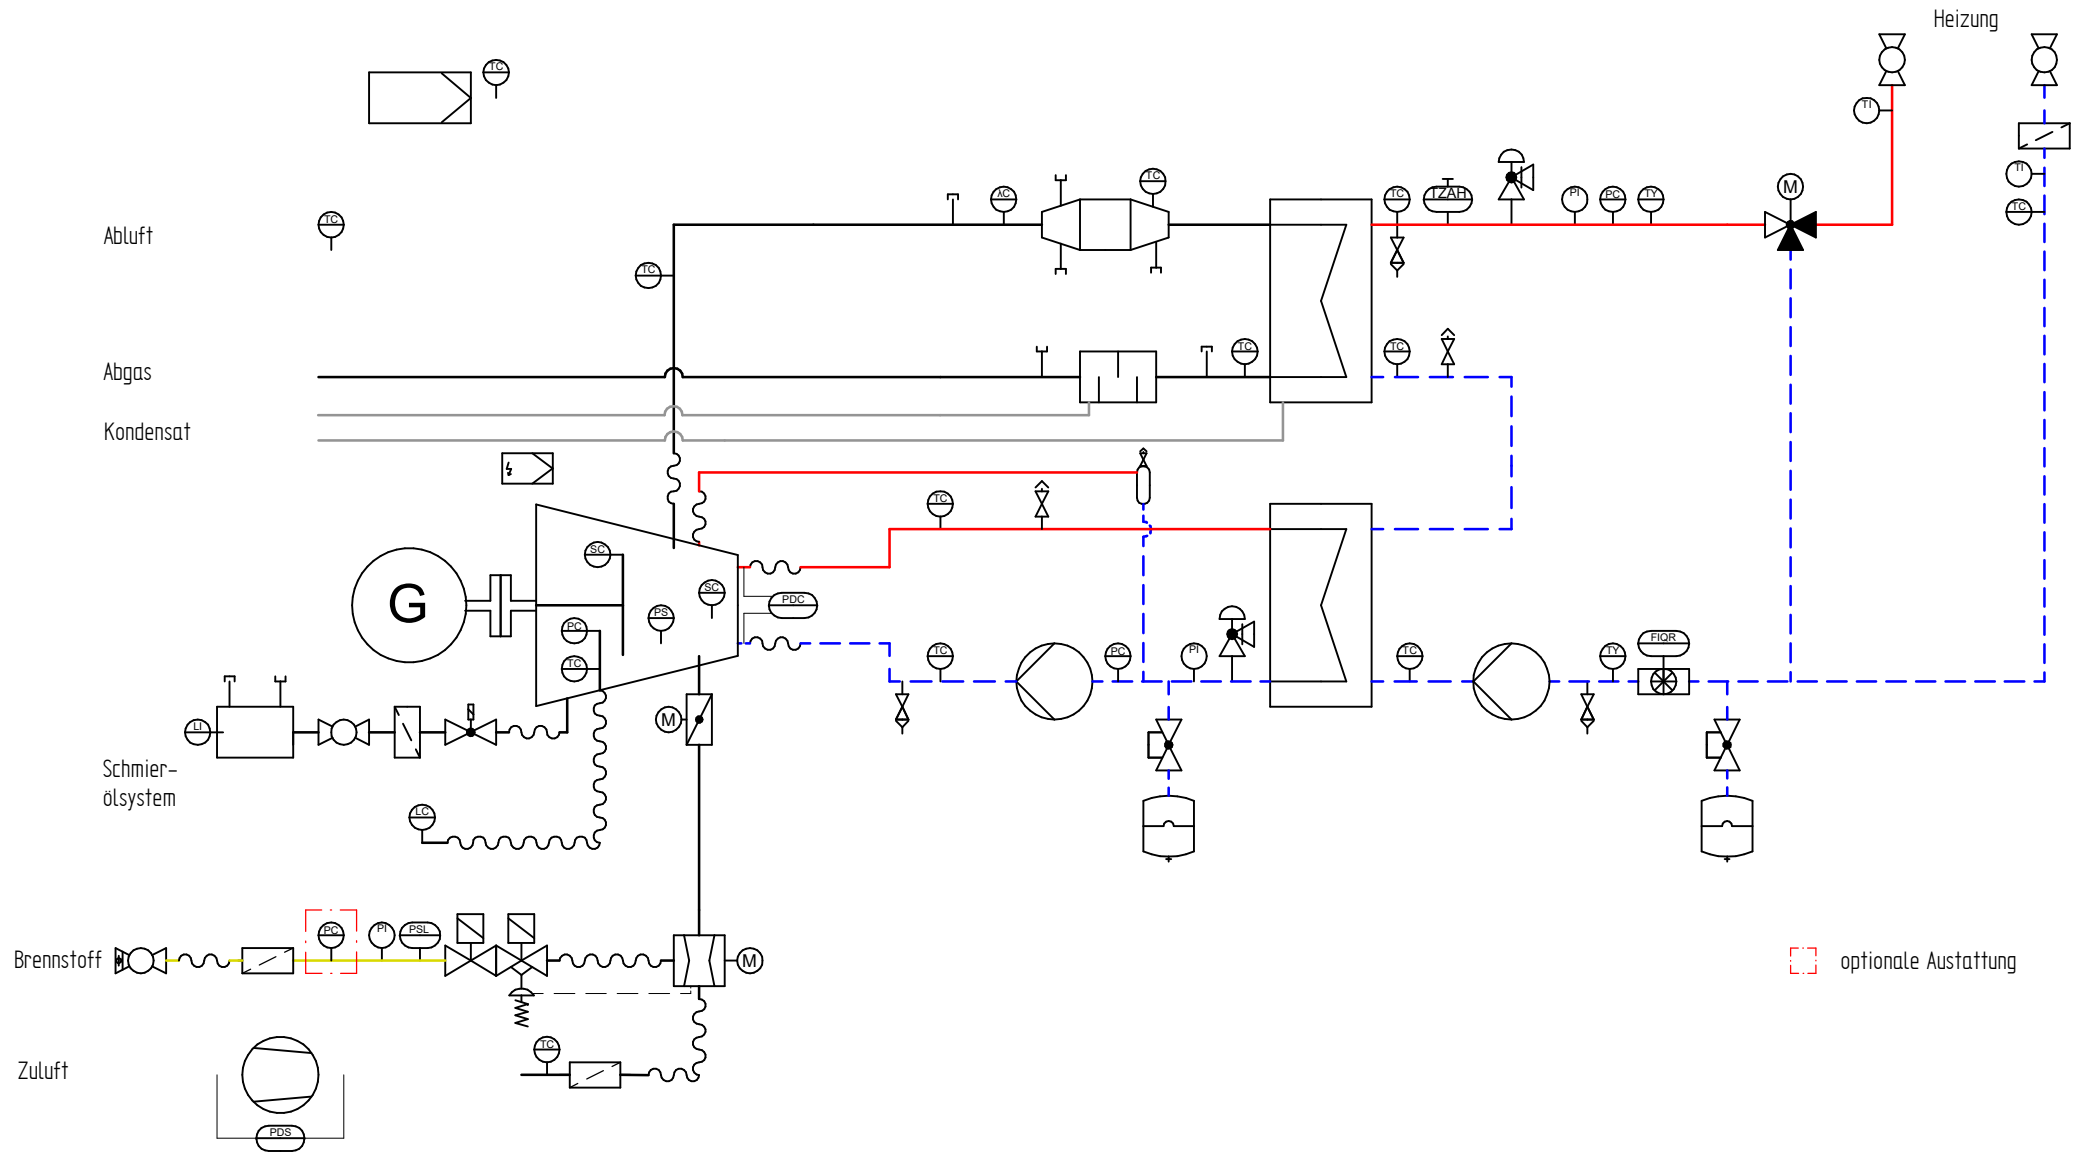 Heizung
TC
TI
TC
TC
λC
TC
TZAH
PI
PC
TY
M
TI
TC
Abluft
TC
Abgas
TC
TC
Kondensat
TC
SC
SC
PDC
G
PS
PC
TC
TC
PC
PI
TC
TY
FIQR
LI
M
Schmier-
ölsystem
LC
Brennstoff
PC
PI
PSL
M
optionale Austattung
TC
Zuluft
PDS